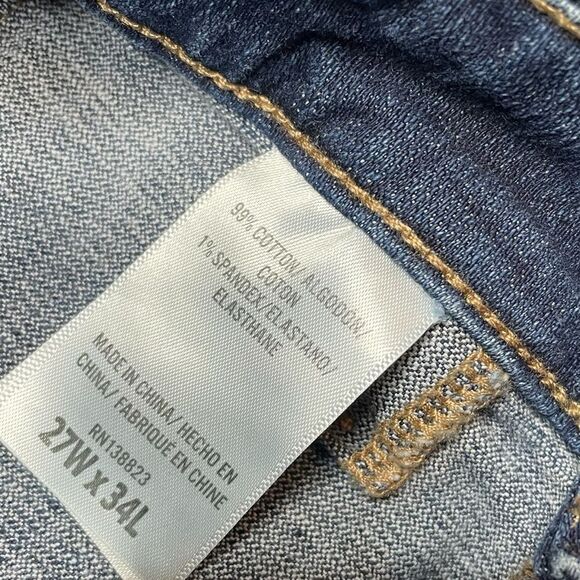 99% COTTON/ ALGODON/
COTON
1% SPANDEX/ELASTANO/
ELASTHANE
MADE IN CHINA/ HECHO EN
CHINA/ FABRIQUÉ EN CHINE
RN138823
27W x 34L